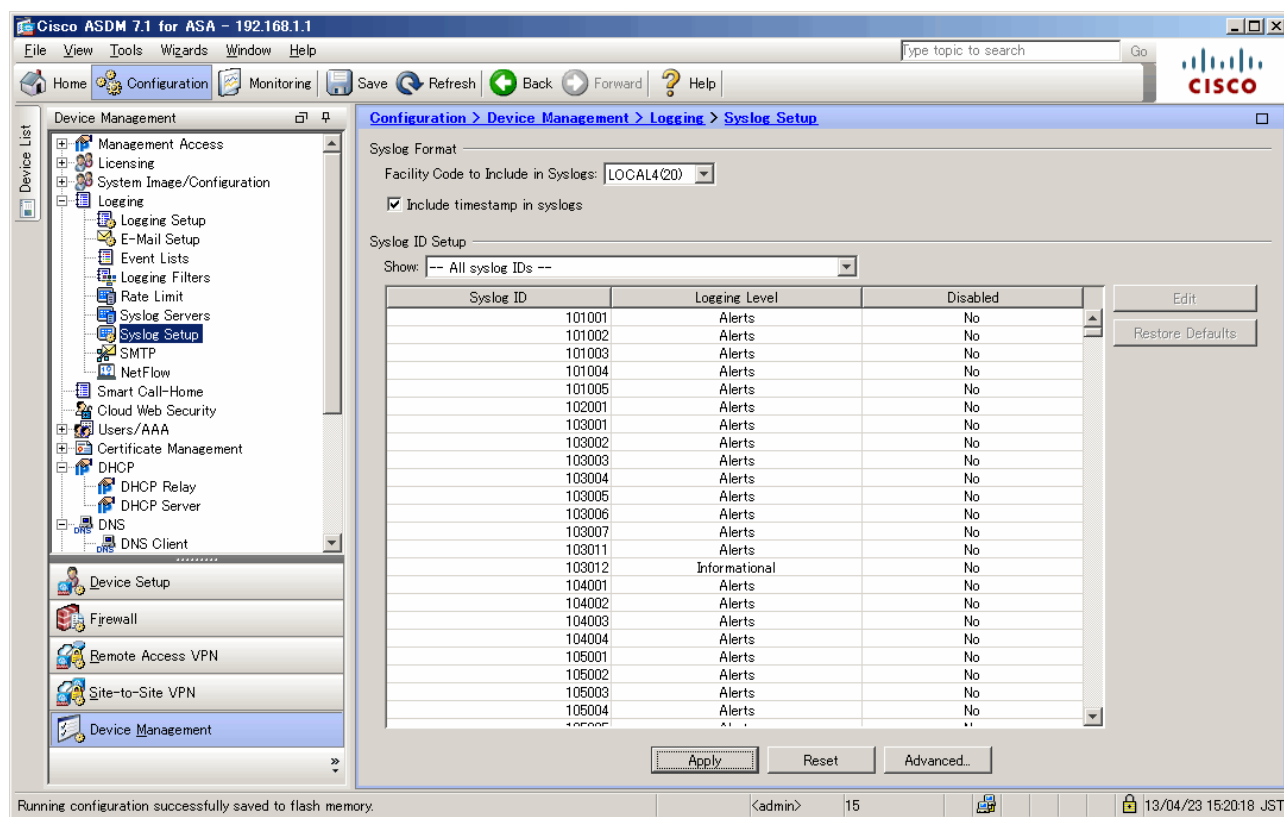 Cisco ASDM 7.1 for ASA - 192.168.1.1
File View Tools Wizards Window Help
Type topic to search
Go
Home Configuration Monitoring Save Refresh Back Forward Help
CISCO
Device List
Device Management
Management Access
Licensing
System Image/Configuration
Logging
Logging Setup
E-Mail Setup
Event Lists
Logging Filters
Rate Limit
Syslog Servers
Syslog Setup
SMTP
NetFlow
Smart Call-Home
Cloud Web Security
Users/AAA
Certificate Management
DHCP
DHCP Relay
DHCP Server
DNS
DNS Client
Device Setup
Firewall
Remote Access VPN
Site-to-Site VPN
Device Management
Configuration > Device Management > Logging > Syslog Setup
Syslog Format
Facility Code to Include in Syslogs: LOCAL4(20)
Include timestamp in syslogs
Syslog ID Setup
Show: -- All syslog IDs --
Syslog ID Logging Level Disabled
101001 Alerts No
101002 Alerts No
101003 Alerts No
101004 Alerts No
101005 Alerts No
102001 Alerts No
103001 Alerts No
103002 Alerts No
103003 Alerts No
103004 Alerts No
103005 Alerts No
103006 Alerts No
103007 Alerts No
103011 Alerts No
103012 Informational No
104001 Alerts No
104002 Alerts No
104003 Alerts No
104004 Alerts No
105001 Alerts No
105002 Alerts No
105003 Alerts No
105004 Alerts No
Edit
Restore Defaults
Apply Reset Advanced...
Running configuration successfully saved to flash memory.
<admin> 15
13/04/23 15:20:18 JST